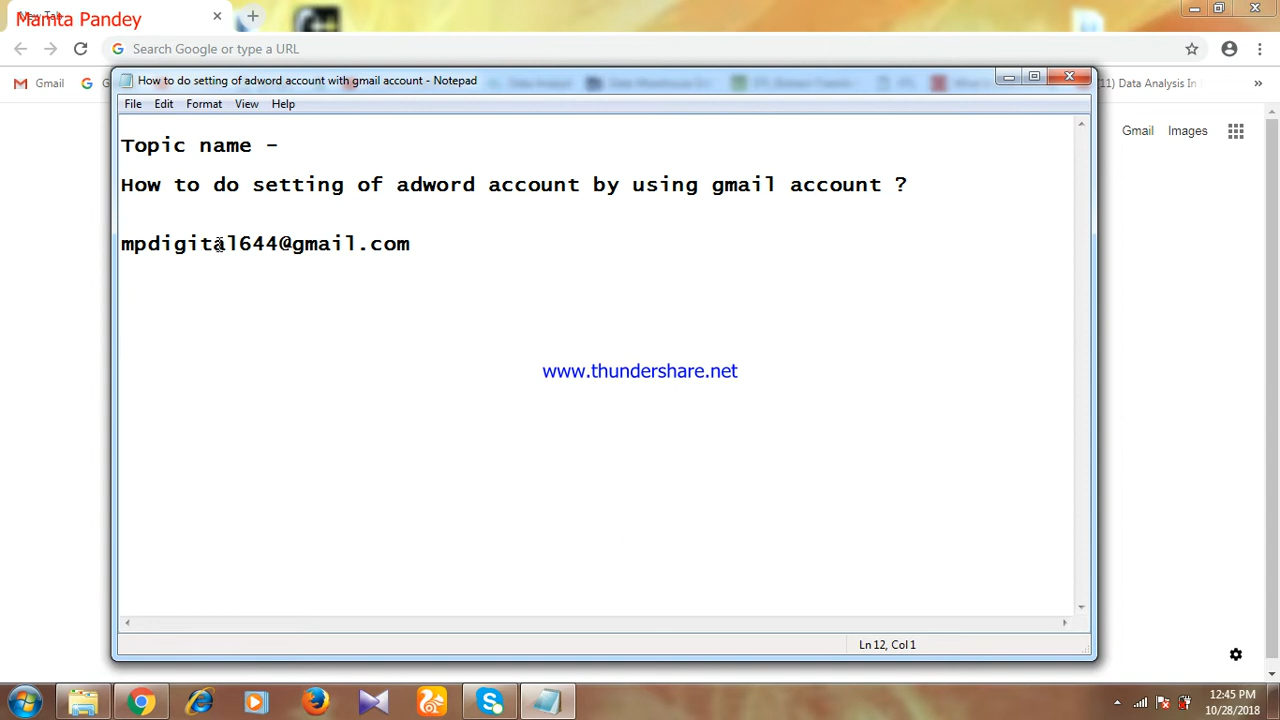 Mamta Pandey
Search Google or type a URL
Gmail
(11) Data Analysis In
How to do setting of adword account with gmail account - Notepad
File Edit Format View Help
Gmail Images
Topic name -
How to do setting of adword account by using gmail account ?
mpdigital644@gmail.com
www.thundershare.net
Ln 12, Col 1
12:45 PM
10/28/2018